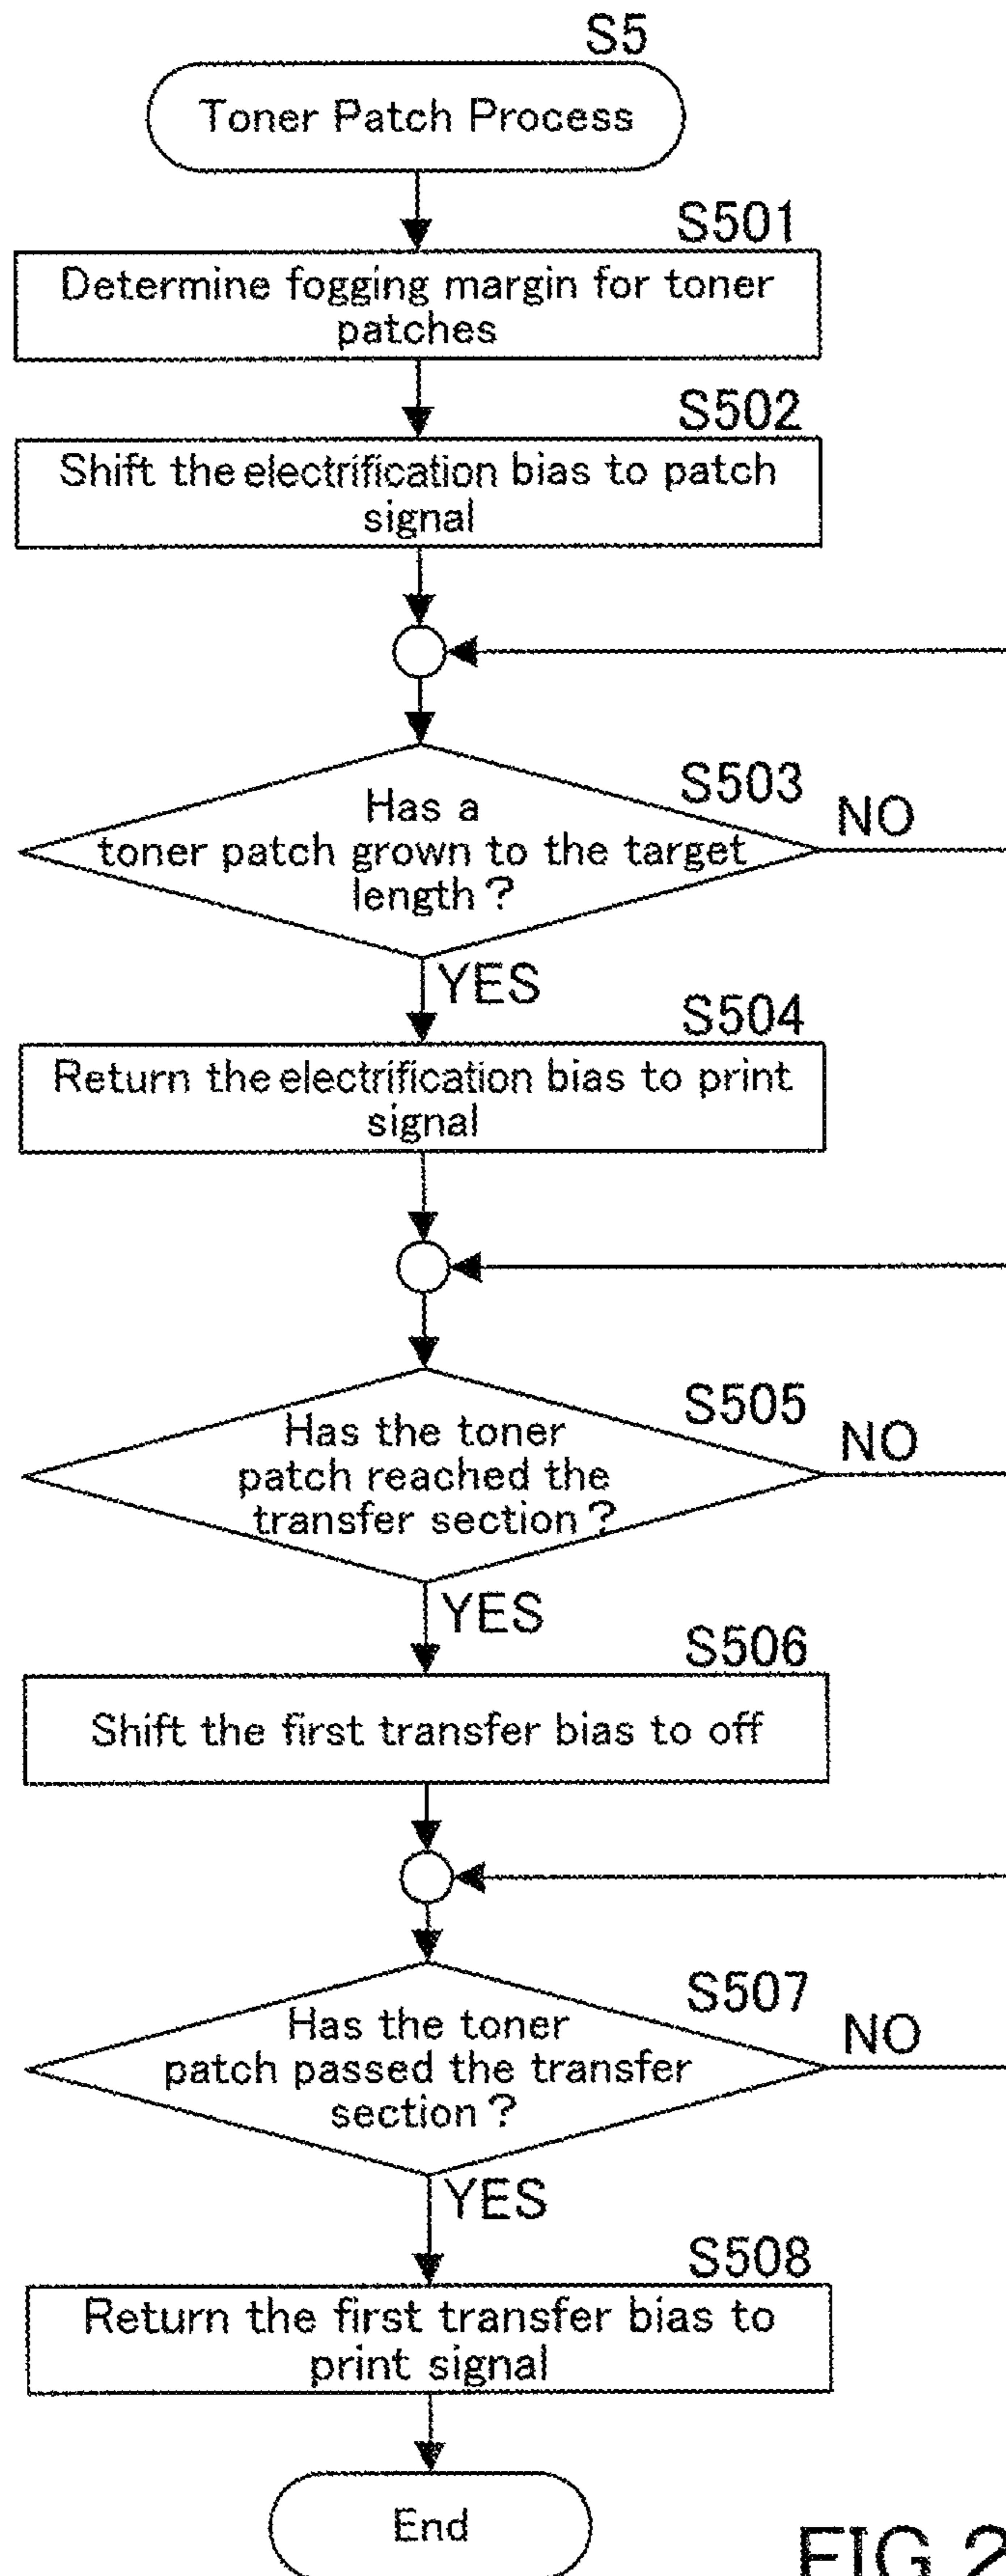 S5
Toner Patch Process
S501
Determine fogging margin for toner
patches
S502
Shift the electrification bias to patch
signal
S503
Has a
toner patch grown to the target
length?
NO
YES
S504
Return the electrification bias to print
signal
S505
Has the toner
patch reached the
transfer section?
NO
YES
S506
Shift the first transfer bias to off
S507
Has the toner
patch passed the transfer
section?
NO
YES
S508
Return the first transfer bias to
print signal
End